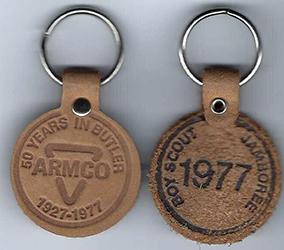 50 YEARS IN BUTLER
ARMCO
1927-1977
BOY SCOUT JAMBOREE
1977